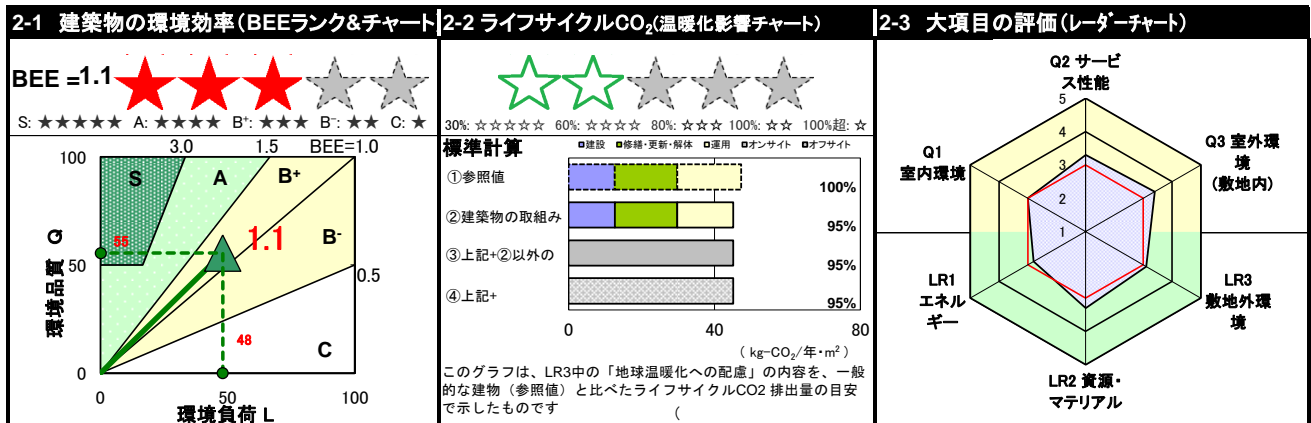 2-1 建築物の環境効率(BEEランク&チャート
BEE =1.1
S: ★★★★★ A: ★★★★ B⁺: ★★★ B⁻: ★★ C: ★
3.0 1.5 BEE=1.0
100
S A B⁺
環境品質 Q
55 1.1 B⁻
50
0.5
48
C
0
0 50 100
環境負荷 L
2-2 ライフサイクルCO₂(温暖化影響チャート)
30%: ☆☆☆☆☆ 60%: ☆☆☆☆ 80%: ☆☆☆ 100%: ☆☆ 100%超: ☆
標準計算
■建設 ■修繕・更新・解体 □運用 ■オンサイト ■オフサイト
①参照値 100%
②建築物の取組み 95%
③上記+②以外の 95%
④上記+ 95%
0 40 80
( kg-CO₂/年・m² )
このグラフは、LR3中の「地球温暖化への配慮」の内容を、一般
的な建物(参照値)と比べたライフサイクルCO2 排出量の目安
で示したものです (
2-3 大項目の評価(レーダーチャート)
Q2 サービ
ス性能
5
4
3
2
1
Q1
室内環境
Q3 室外環
境
(敷地内)
LR1
エネル
ギー
LR3
敷地外環
境
LR2 資源・
マテリアル